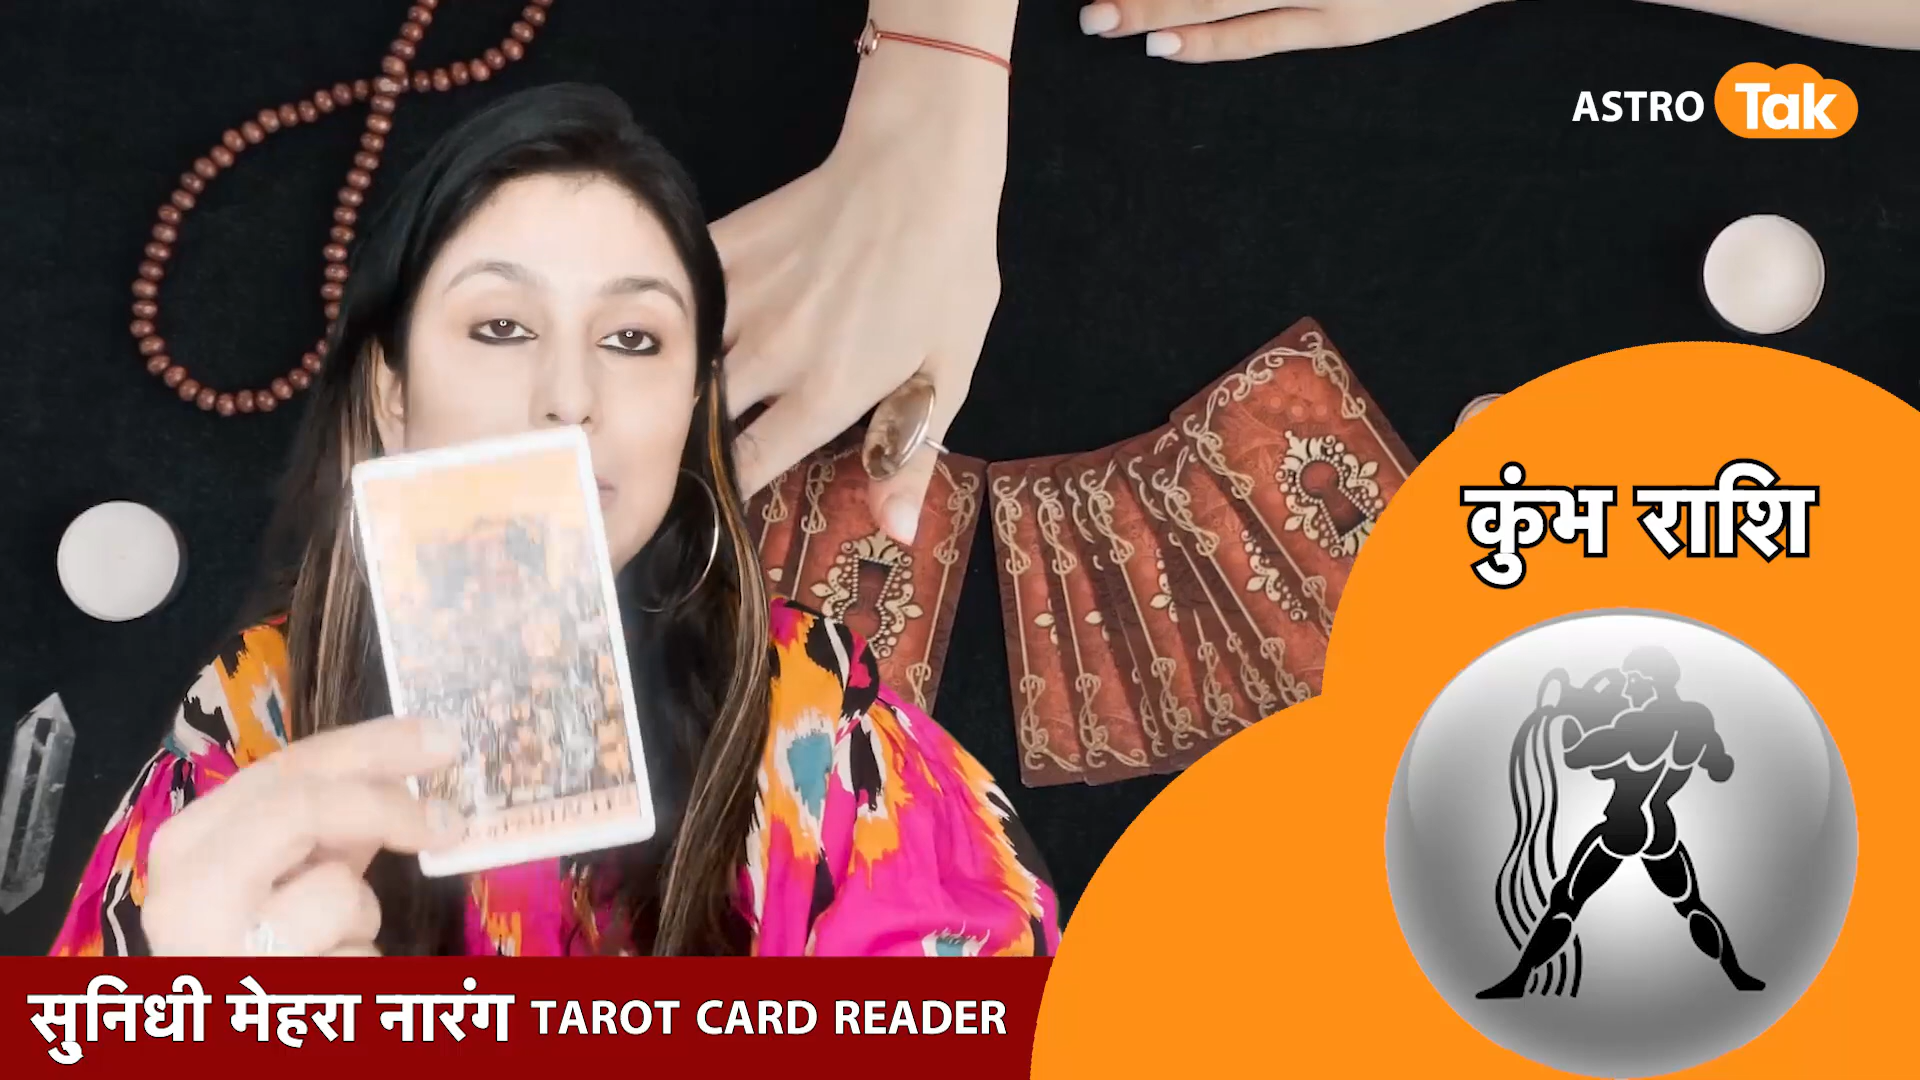 ASTRO Tak
कुंभ राशि
सुनिधी मेहरा नारंग TAROT CARD READER